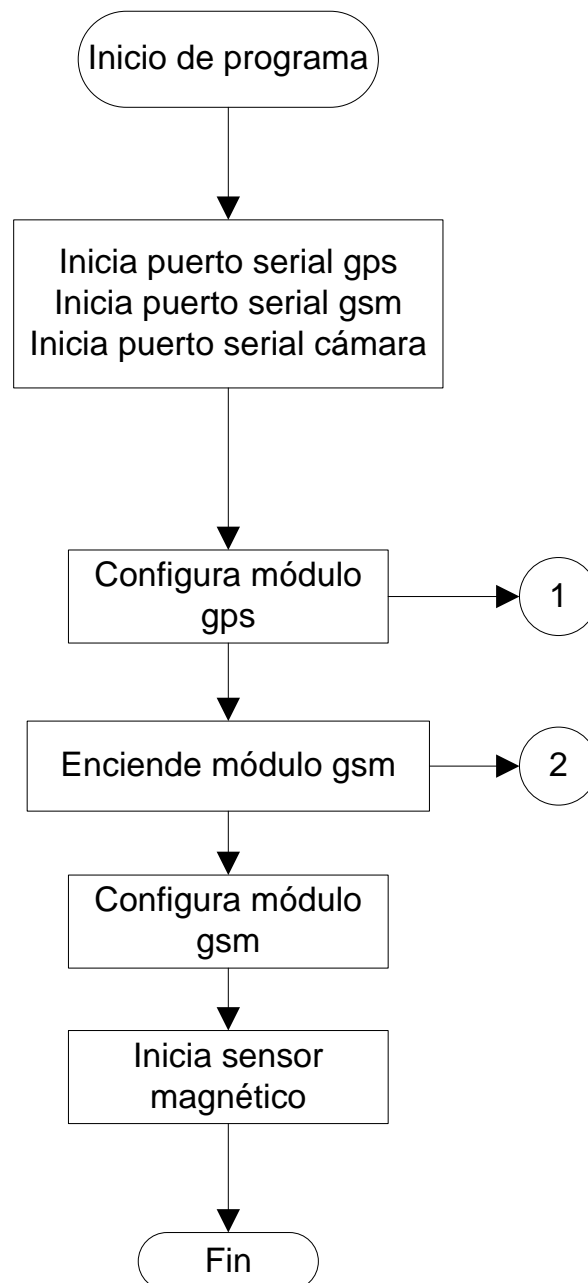 Inicio de programa
Inicia puerto serial gps
Inicia puerto serial gsm
Inicia puerto serial cámara
Configura módulo
gps
1
Enciende módulo gsm
2
Configura módulo
gsm
Inicia sensor
magnético
Fin